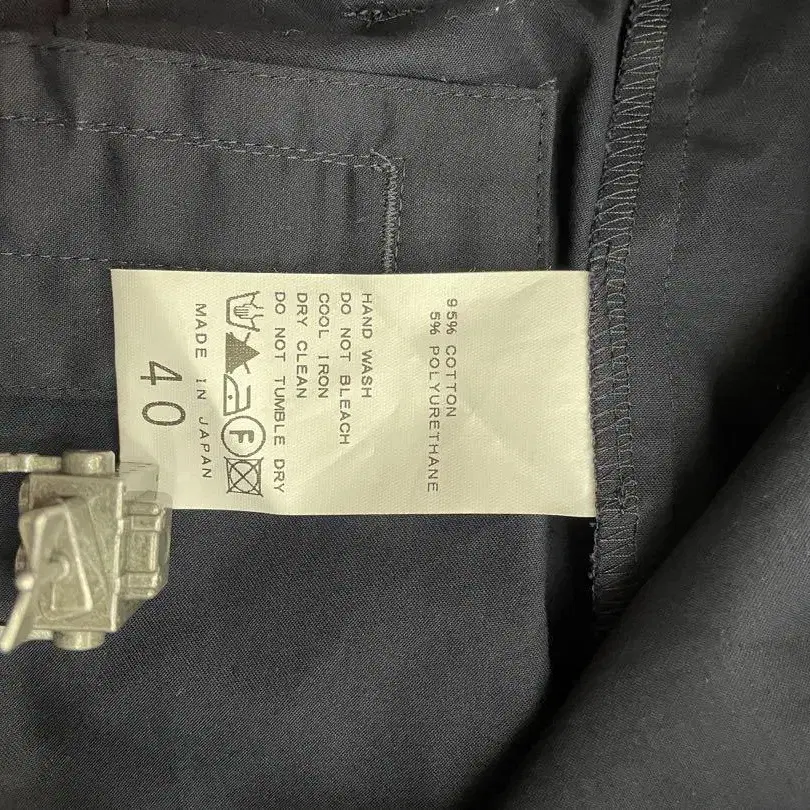 95% COTTON
5% POLYURETHANE
HAND WASH
DO NOT BLEACH
COOL IRON
DRY CLEAN
DO NOT TUMBLE DRY
F
MADE IN JAPAN
40